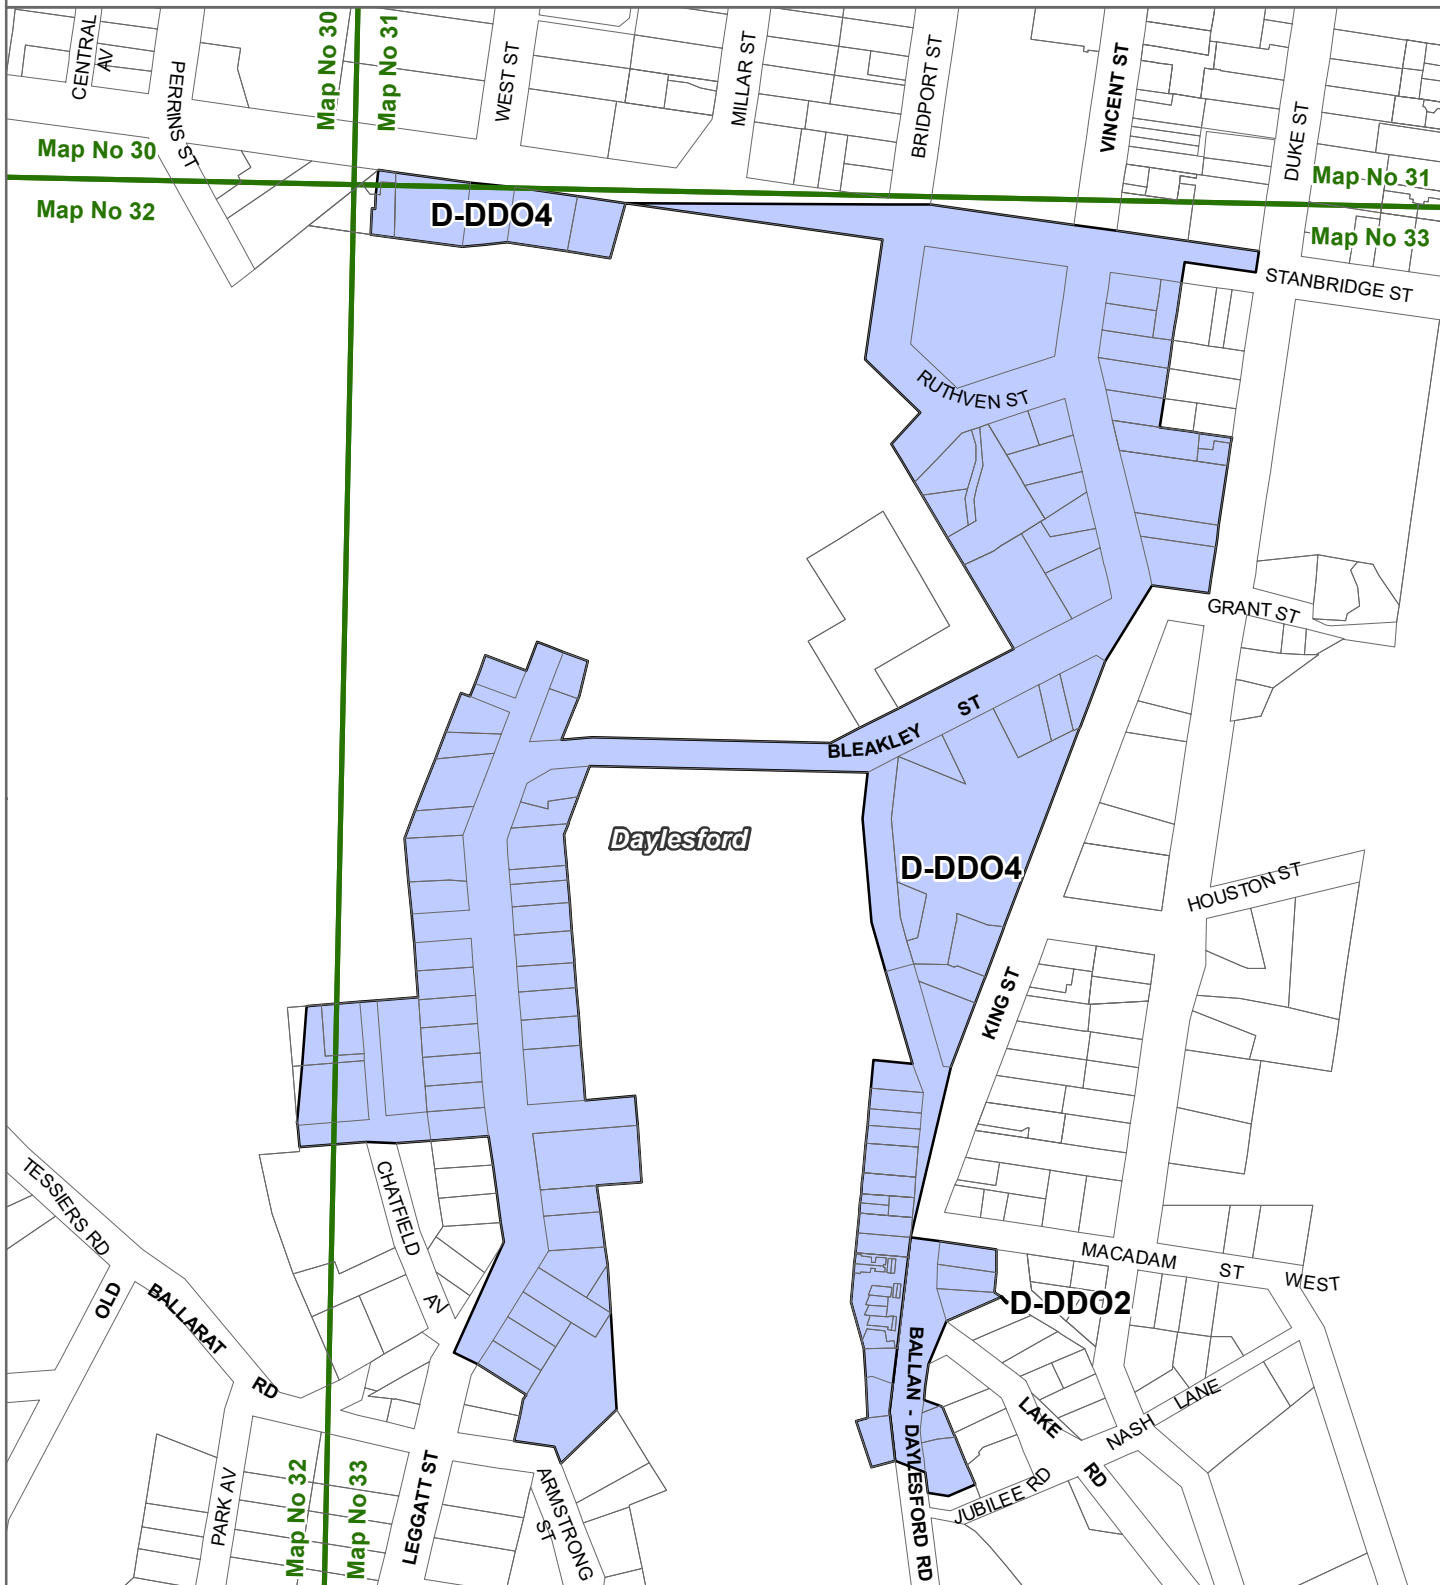 CENTRAL
AV
PERRINS ST
Map No 30
Map No 31
WEST ST
MILLAR ST
BRIDPORT ST
VINCENT ST
DUKE ST
Map No 30
Map No 31
Map No 32
Map No 33
D-DDO4
STANBRIDGE ST
RUTHVEN ST
GRANT ST
BLEAKLEY ST
Daylesford
D-DDO4
HOUSTON ST
KING ST
TESSIERS RD
CHATFIELD
AV
MACADAM ST WEST
OLD
BALLARAT
RD
D-DDO2
BALLAN - DAYLESFORD RD
LAKE
RD
NASH LANE
JUBILEE RD
PARK AV
Map No 32
Map No 33
LEGGATT ST
ARMSTRONG
ST